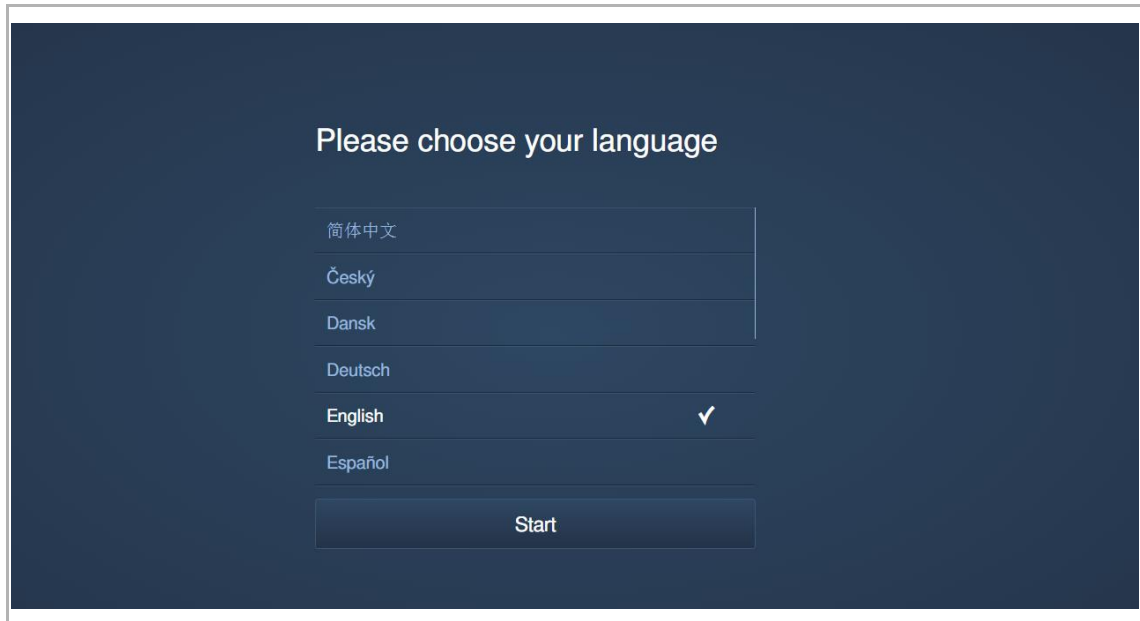 Please choose your language
简体中文
Český
Dansk
Deutsch
English
Español
Start